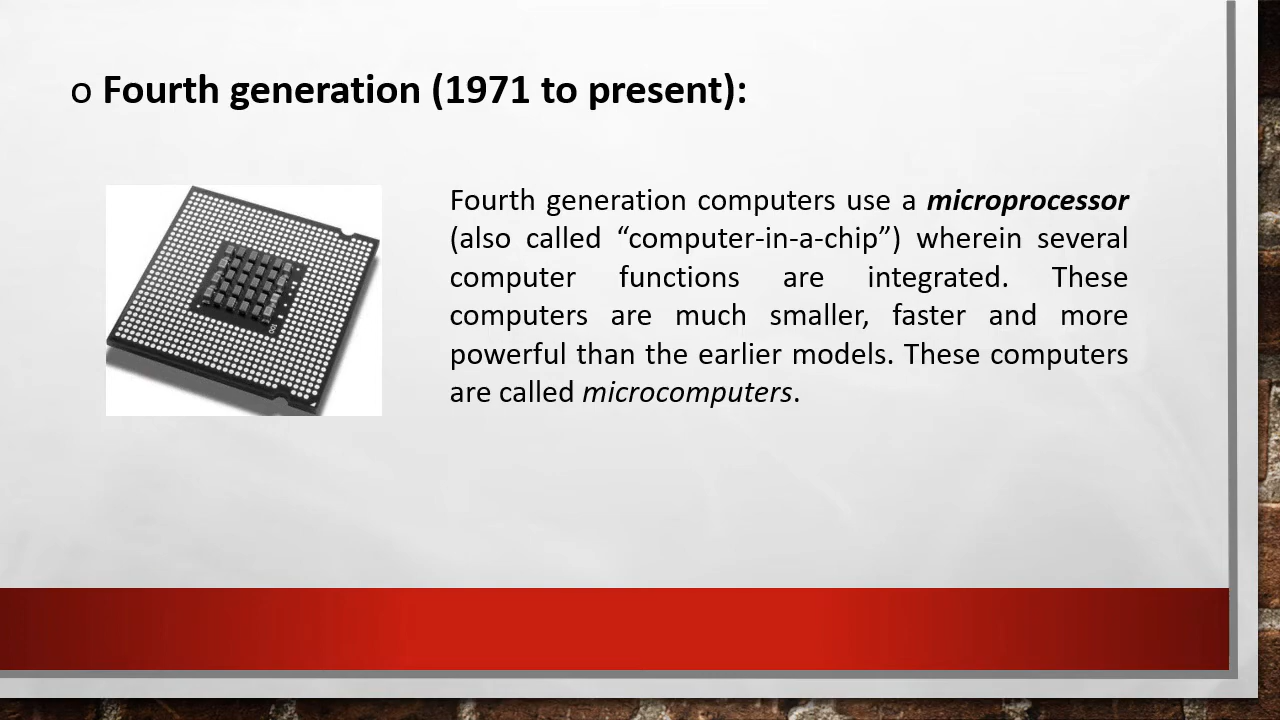 o Fourth generation (1971 to present):
Fourth generation computers use a microprocessor
(also called “computer-in-a-chip”) wherein several
computer functions are integrated. These
computers are much smaller, faster and more
powerful than the earlier models. These computers
are called microcomputers.